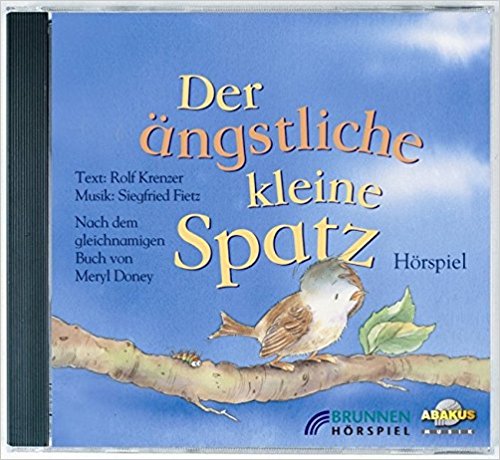 Der
ängstliche
kleine
Spatz
Text: Rolf Krenzer
Musik: Siegfried Fietz
Nach dem
gleichnamigen
Buch von
Meryl Doney
Hörspiel
BRUNNEN
HÖRSPIEL
ABAKUS
MUSIK